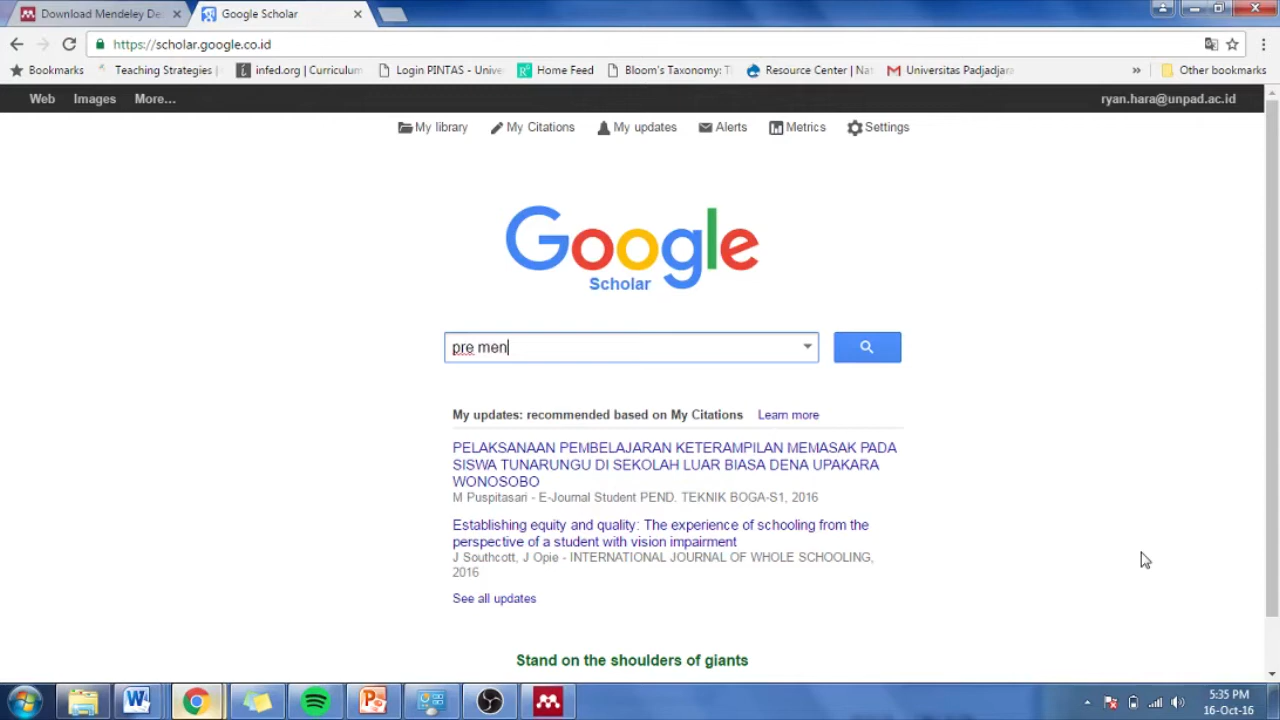 Download Mendeley De
Google Scholar
https://scholar.google.co.id
Bookmarks
Teaching Strategies
infed.org | Curriculum
Login PINTAS - Unive
Home Feed
Bloom's Taxonomy: T
Resource Center | Nat
Universitas Padjadjara
»
Other bookmarks
Web
Images
More...
ryan.hara@unpad.ac.id
My library
My Citations
My updates
Alerts
Metrics
Settings
Google
Scholar
pre men
My updates: recommended based on My Citations Learn more
PELAKSANAAN PEMBELAJARAN KETERAMPILAN MEMASAK PADA
SISWA TUNARUNGU DI SEKOLAH LUAR BIASA DENA UPAKARA
WONOSOBO
M Puspitasari - E-Journal Student PEND. TEKNIK BOGA-S1, 2016
Establishing equity and quality: The experience of schooling from the
perspective of a student with vision impairment
J Southcott, J Opie - INTERNATIONAL JOURNAL OF WHOLE SCHOOLING,
2016
See all updates
Stand on the shoulders of giants
5:35 PM
16-Oct-16